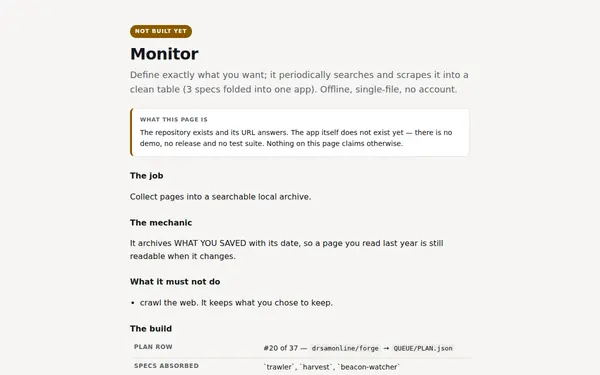 NOT BUILT YET
Monitor
Define exactly what you want; it periodically searches and scrapes it into a
clean table (3 specs folded into one app). Offline, single-file, no account.
WHAT THIS PAGE IS
The repository exists and its URL answers. The app itself does not exist yet — there is no
demo, no release and no test suite. Nothing on this page claims otherwise.
The job
Collect pages into a searchable local archive.
The mechanic
It archives WHAT YOU SAVED with its date, so a page you read last year is still
readable when it changes.
What it must not do
• crawl the web. It keeps what you chose to keep.
The build
PLAN ROW #20 of 37 — drsamonline/forge → QUEUE/PLAN.json
SPECS ABSORBED `trawler`, `harvest`, `beacon-watcher`